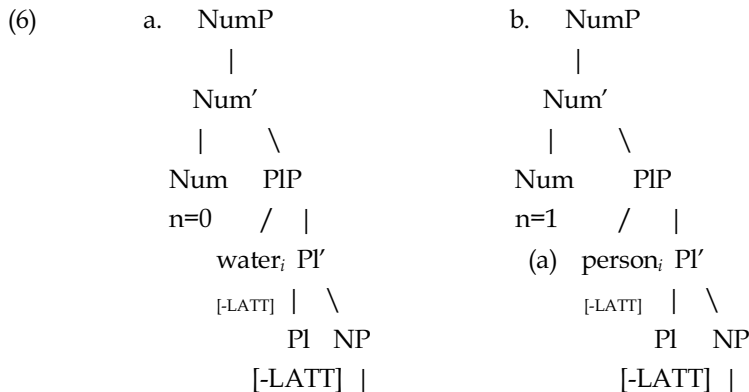 (6) a. NumP b. NumP
| |
Num’ Num’
| \ | \
Num PlP Num PlP
n=0 / | n=1 / |
wateri Pl’ (a) personi Pl’
[-LATT] | \ [-LATT] | \
Pl NP Pl NP
[-LATT] | [-LATT] |